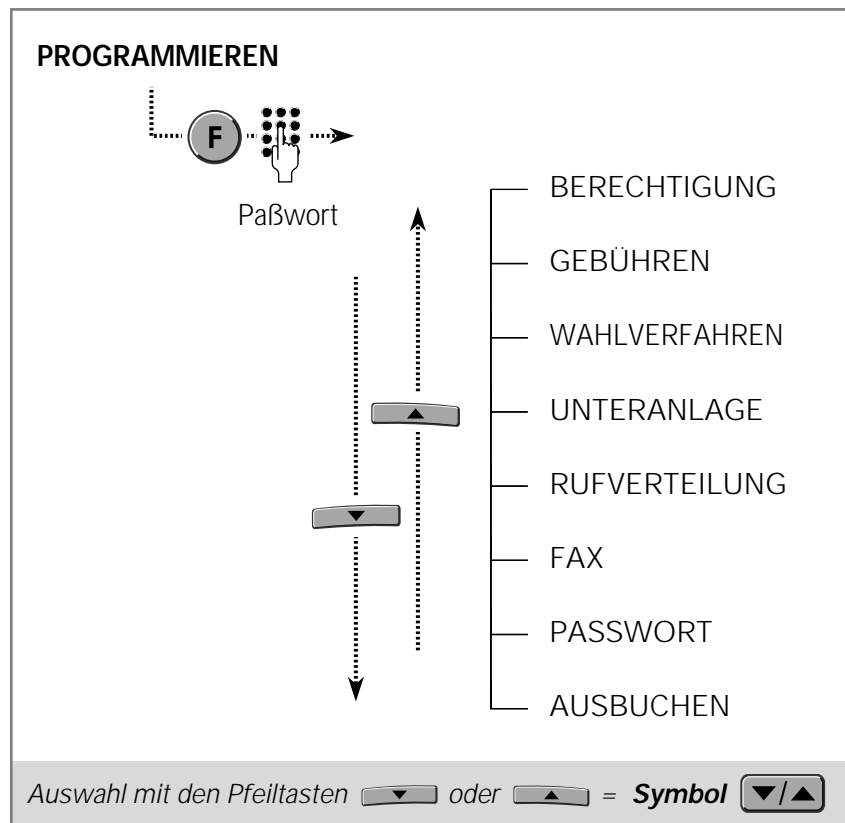 PROGRAMMIEREN
F
Paßwort
BERECHTIGUNG
GEBÜHREN
WAHLVERFAHREN
UNTERANLAGE
RUFVERTEILUNG
FAX
PASSWORT
AUSBUCHEN
Auswahl mit den Pfeiltasten ▼ oder ▲ = Symbol ▼/▲